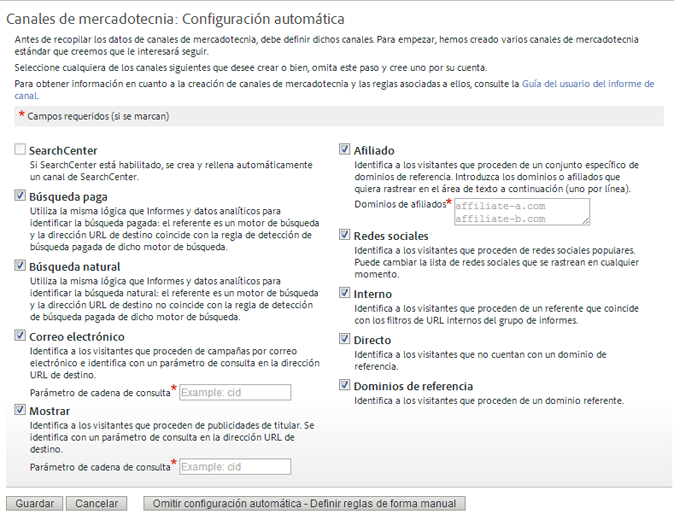 Canales de mercadotecnia: Configuración automática
Antes de recopilar los datos de canales de mercadotecnia, debe definir dichos canales. Para empezar, hemos creado varios canales de mercadotecnia
estándar que creemos que le interesará seguir.
Seleccione cualquiera de los canales siguientes que desee crear o bien, omita este paso y cree uno por su cuenta.
Para obtener información en cuanto a la creación de canales de mercadotecnia y las reglas asociadas a ellos, consulte la Guía del usuario del informe de
canal.
* Campos requeridos (si se marcan)
SearchCenter
Si SearchCenter está habilitado, se crea y rellena automáticamente
un canal de SearchCenter.
Búsqueda paga
Utiliza la misma lógica que Informes y datos analíticos para
identificar la búsqueda pagada: el referente es un motor de búsqueda
y la dirección URL de destino coincide con la regla de detección de
búsqueda pagada de dicho motor de búsqueda.
Búsqueda natural
Utiliza la misma lógica que Informes y datos analíticos para
identificar la búsqueda natural: el referente es un motor de búsqueda
y la dirección URL de destino no coincide con la regla de detección
de búsqueda pagada de dicho motor de búsqueda.
Correo electrónico
Identifica a los visitantes que proceden de campañas por correo
electrónico e identifica con un parámetro de consulta en la dirección
URL de destino.
Parámetro de cadena de consulta* Example: cid
Mostrar
Identifica a los visitantes que proceden de publicidades de titular. Se
identifica con un parámetro de consulta en la dirección URL de
destino.
Parámetro de cadena de consulta* Example: cid
Afiliado
Identifica a los visitantes que proceden de un conjunto específico de
dominios de referencia. Introduzca los dominios o afiliados que
quiera rastrear en el área de texto a continuación (uno por línea).
Dominios de afiliados* affiliate-a.com
affiliate-b.com
Redes sociales
Identifica a los visitantes que proceden de redes sociales populares.
Puede cambiar la lista de redes sociales que se rastrean en cualquier
momento.
Interno
Identifica a los visitantes que proceden de un referente que coincide
con los filtros de URL internos del grupo de informes.
Directo
Identifica a los visitantes que no cuentan con un dominio de
referencia.
Dominios de referencia
Identifica a los visitantes que proceden de un dominio referente.
Guardar Cancelar Omitir configuración automática - Definir reglas de forma manual